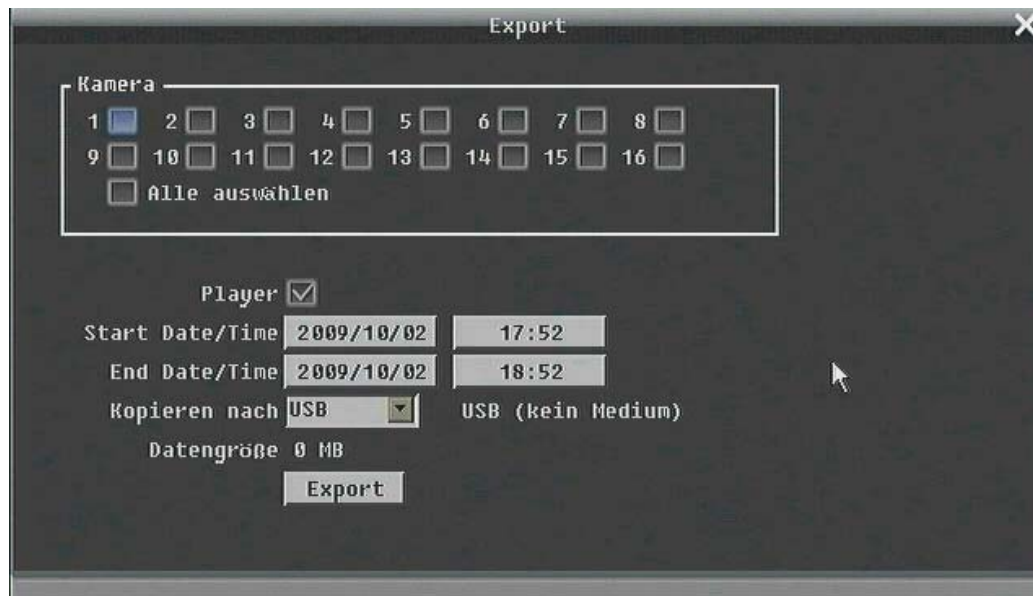 Export
Kamera
1 2 3 4 5 6 7 8
9 10 11 12 13 14 15 16
Alle auswählen
Player
Start Date/Time 2009/10/02 17:52
End Date/Time 2009/10/02 18:52
Kopieren nach USB USB (kein Medium)
Datengröße 0 MB
Export